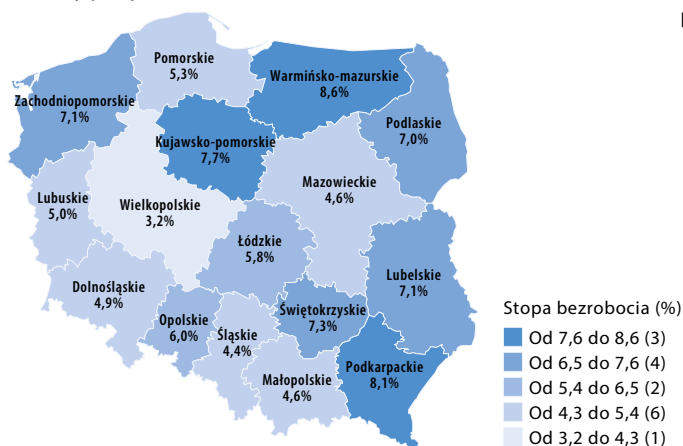 Pomorskie
5,3%
Warmińsko-mazurskie
8,6%
Zachodniopomorskie
7,1%
Podlaskie
7,0%
Kujawsko-pomorskie
7,7%
Mazowieckie
4,6%
Lubuskie
5,0%
Wielkopolskie
3,2%
Łódzkie
5,8%
Lubelskie
7,1%
Dolnośląskie
4,9%
Opolskie
6,0%
Śląskie
4,4%
Świętokrzyskie
7,3%
Małopolskie
4,6%
Podkarpackie
8,1%
Stopa bezrobocia (%)
Od 7,6 do 8,6 (3)
Od 6,5 do 7,6 (4)
Od 5,4 do 6,5 (2)
Od 4,3 do 5,4 (6)
Od 3,2 do 4,3 (1)